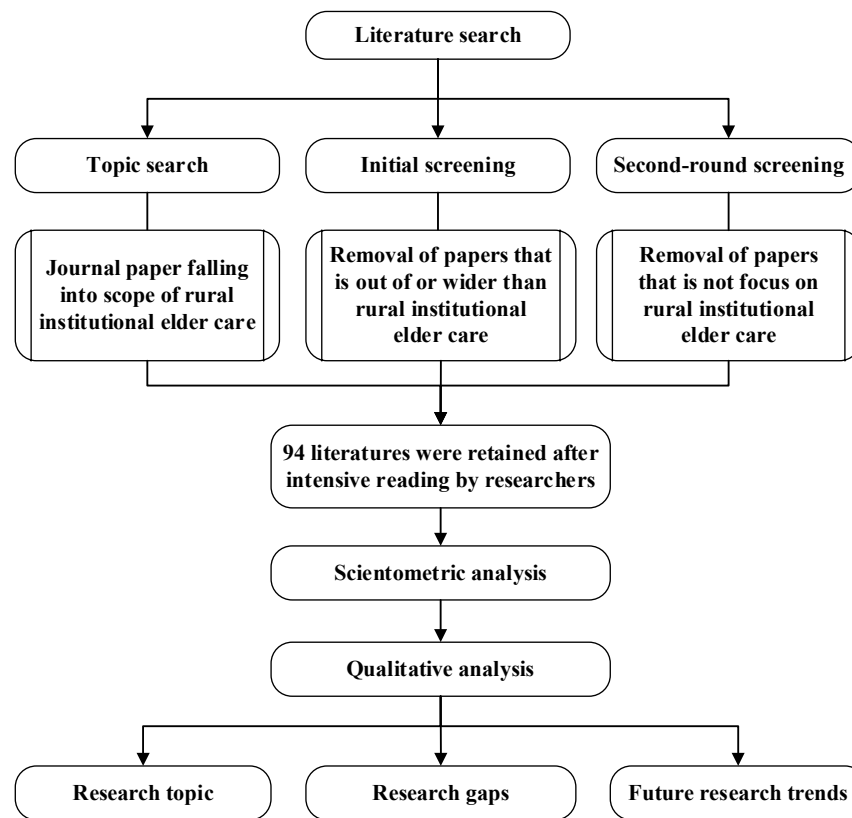 Literature search
Topic search
Initial screening
Second-round screening
Journal paper falling
into scope of rural
institutional elder care
Removal of papers that
is out of or wider than
rural institutional
elder care
Removal of papers
that is not focus on
rural institutional
elder care
94 literatures were retained after
intensive reading by researchers
Scientometric analysis
Qualitative analysis
Research topic
Research gaps
Future research trends